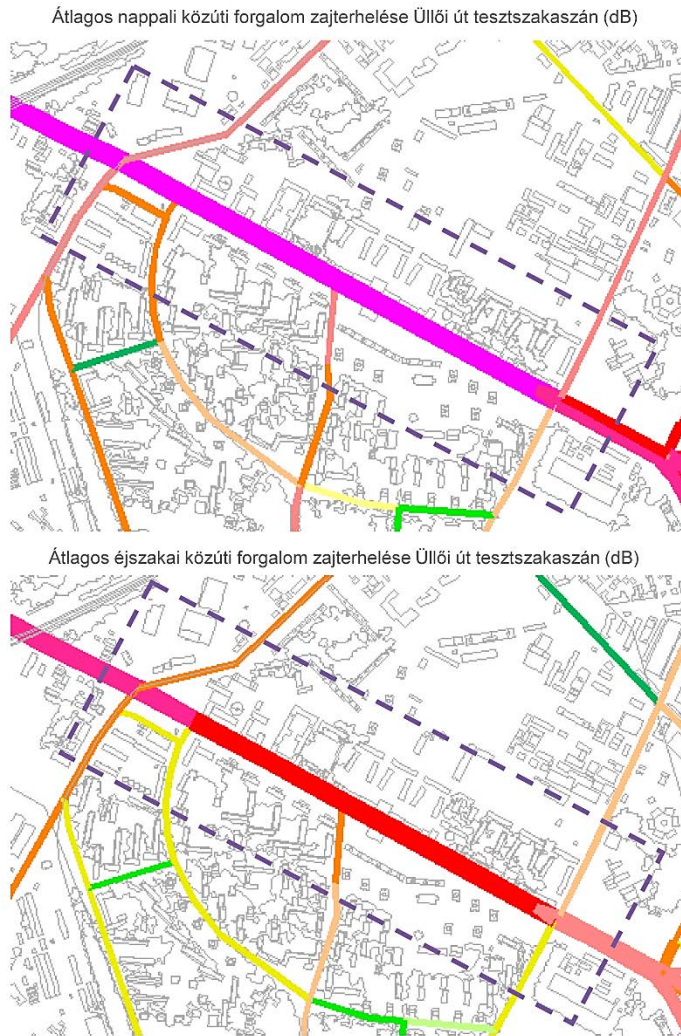 Átlagos nappali közúti forgalom zajterhelése Üllői út tesztszakaszán (dB)
Átlagos éjszakai közúti forgalom zajterhelése Üllői út tesztszakaszán (dB)